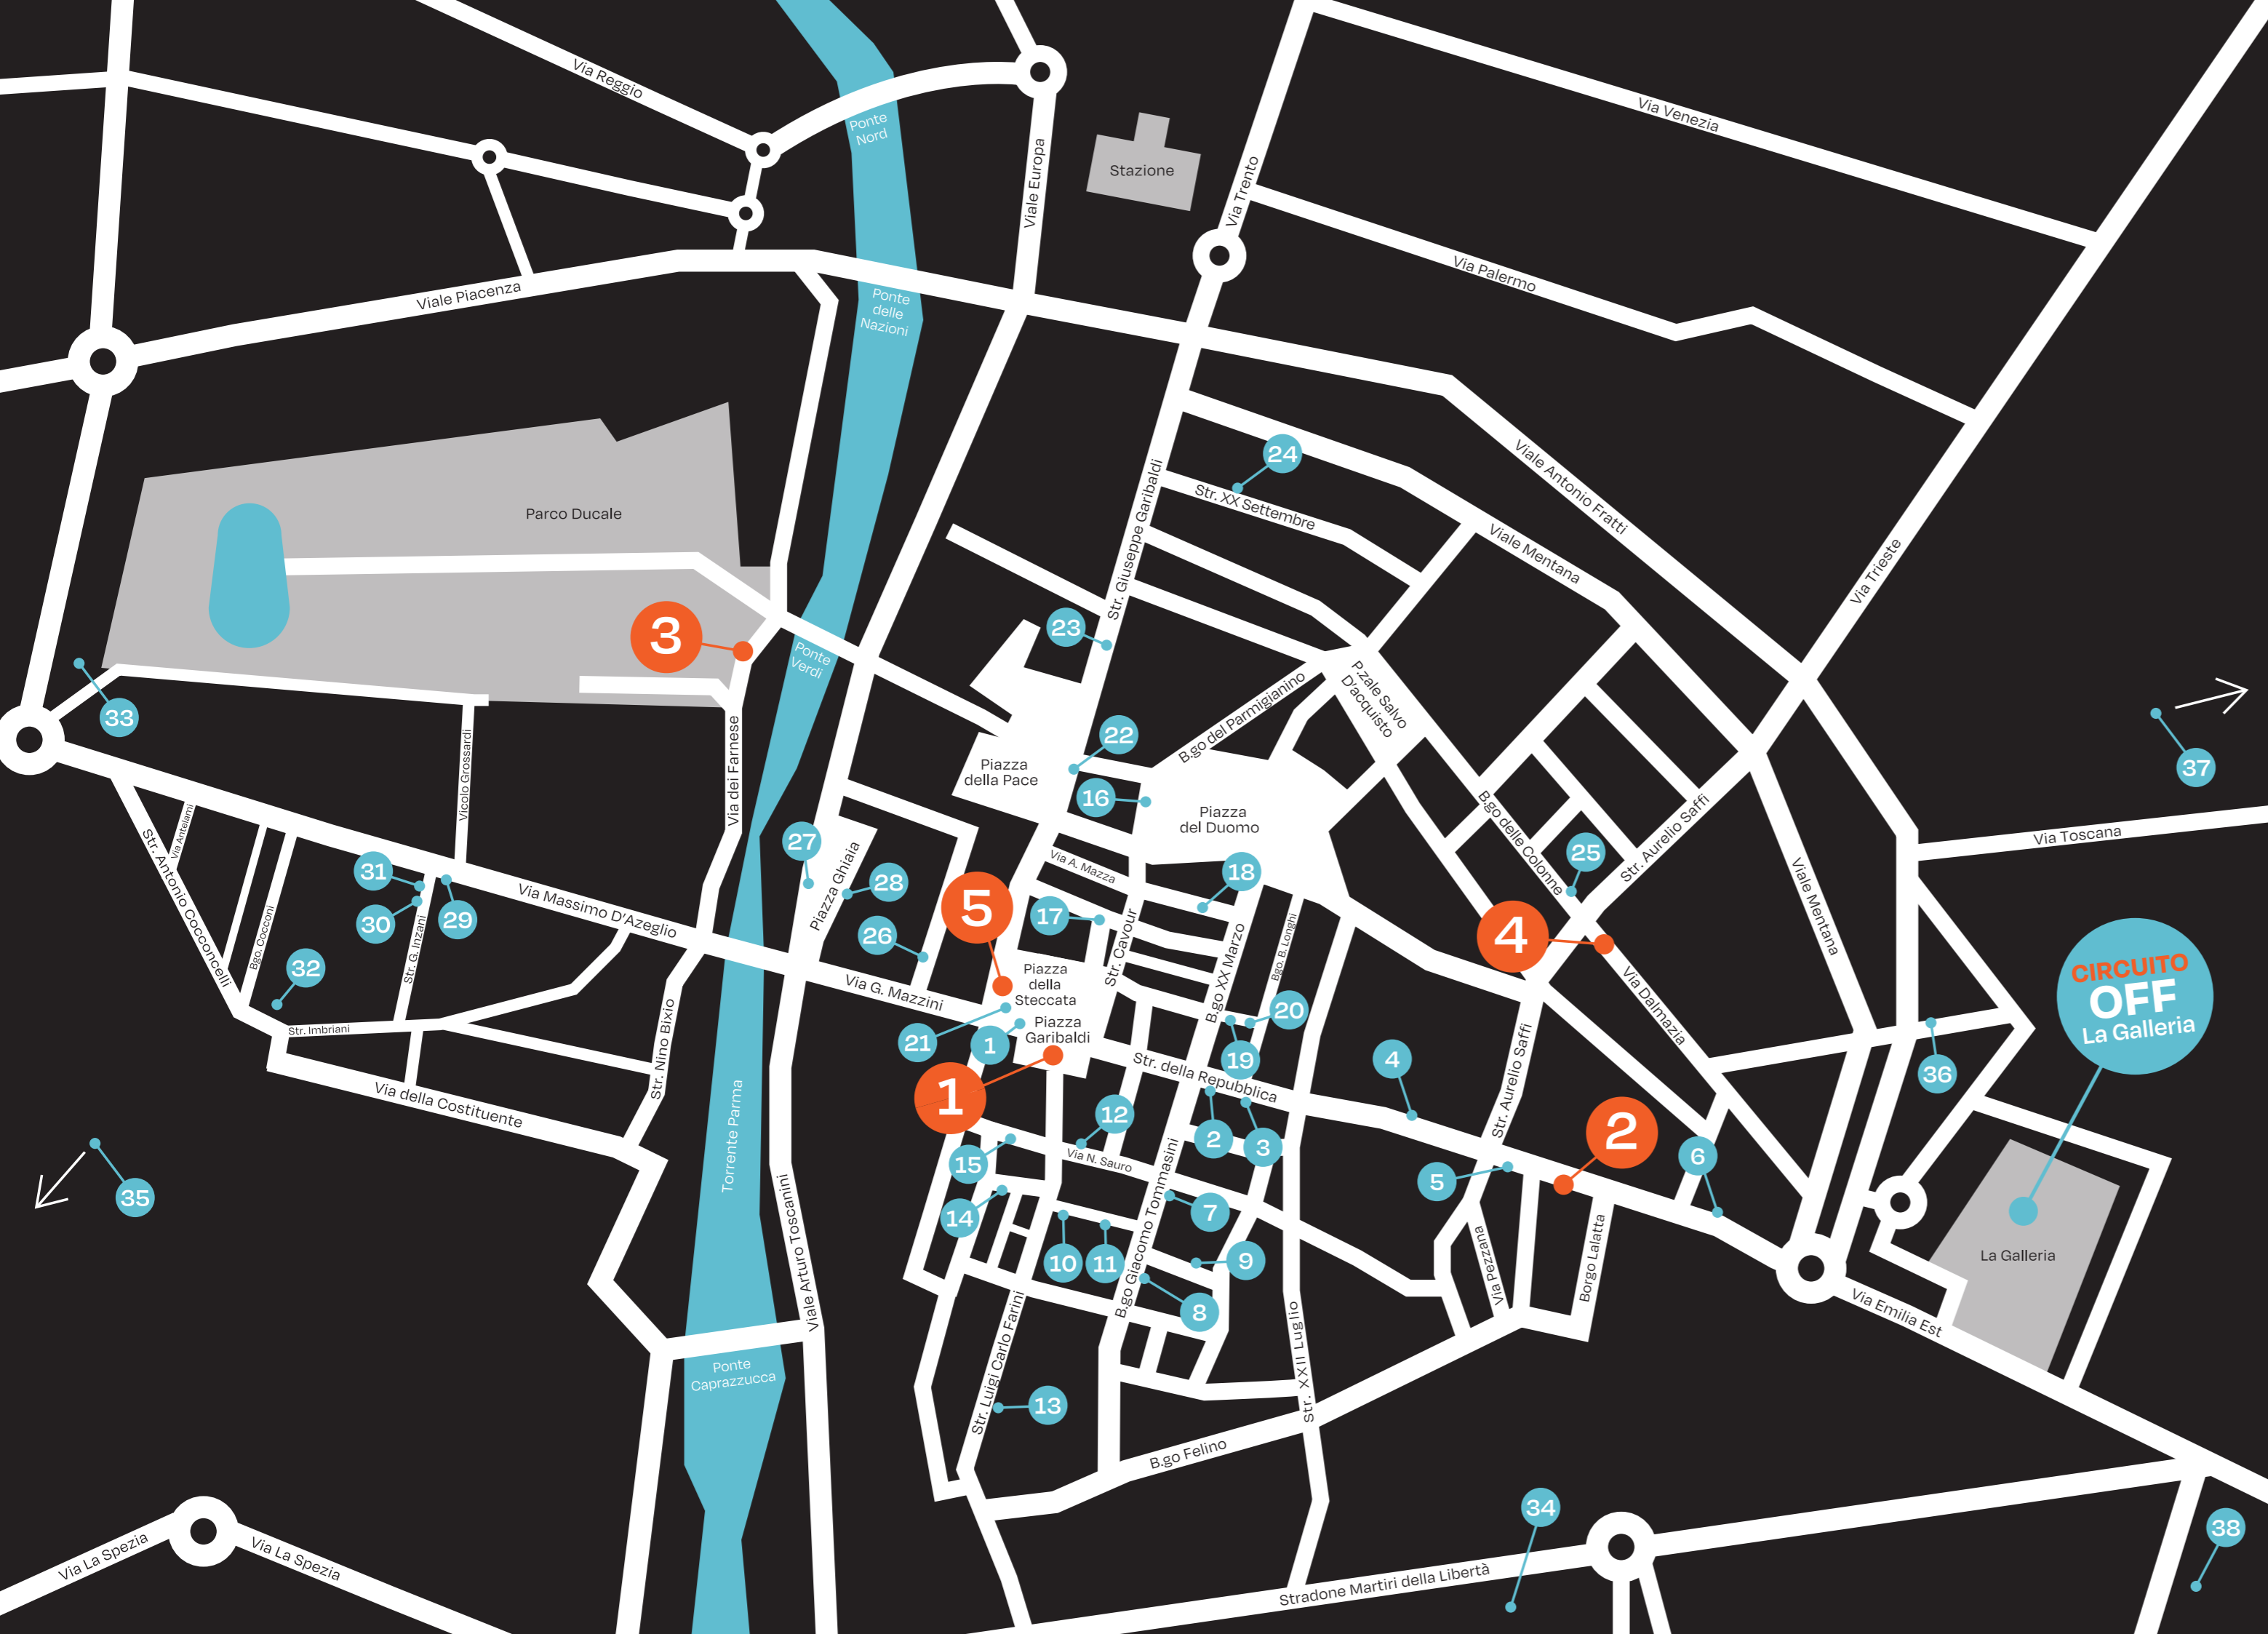 Via Reggio
Ponte
Nord
Viale Europa
Stazione
Via Trento
Via Venezia
Via Palermo
Viale Piacenza
Ponte
delle
Nazioni
24
Str. XX Settembre
Viale Antonio Fratti
Viale Mentana
Via Trieste
Parco Ducale
Str. Giuseppe Garibaldi
3
23
Ponte
Verdi
P.zale Salvo
D'acquisto
B.go del Parmigianino
33
22
37
Via dei Farnese
Vicolo Grossardi
Piazza
della Pace
16
Piazza
del Duomo
B.go delle Colonne
Str. Aurelio Saffi
Via Toscana
Str. Antonio Cocconcelli
Via Antelami
27
Piazza Ghiaia
28
Via A. Mazza
18
25
Viale Mentana
31
30
29
Via Massimo D'Azeglio
5
17
26
4
Bgo. Cocconi
Str. G. Inzani
32
Str. Cavour
B.go XX Marzo
Bgo. B. Longhi
Piazza
della
Steccata
Via G. Mazzini
Via Dalmazia
CIRCUITO
OFF
La Galleria
Str. Imbriani
Str. Nino Bixio
21
1
Piazza
Garibaldi
20
19
Str. della Repubblica
4
Str. Aurelio Saffi
36
Via della Costituente
Torrente Parma
1
12
2
3
2
15
Via N. Sauro
5
6
35
14
7
B.go Giacomo Tommasini
Viale Arturo Toscanini
10
11
9
8
Via Pezzana
Borgo Lalatta
La Galleria
Via Emilia Est
Ponte
Caprazzucca
Str. Luigi Carlo Farini
Str. XXII Luglio
13
B.go Felino
34
38
Via La Spezia
Via La Spezia
Stradone Martiri della Libertà